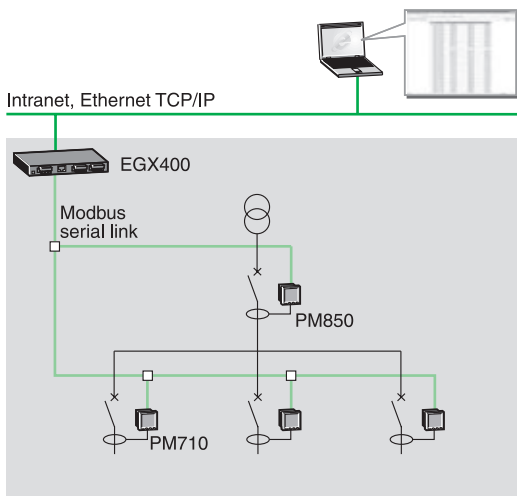 Intranet, Ethernet TCP/IP
EGX400
Modbus
serial link
PM850
PM710